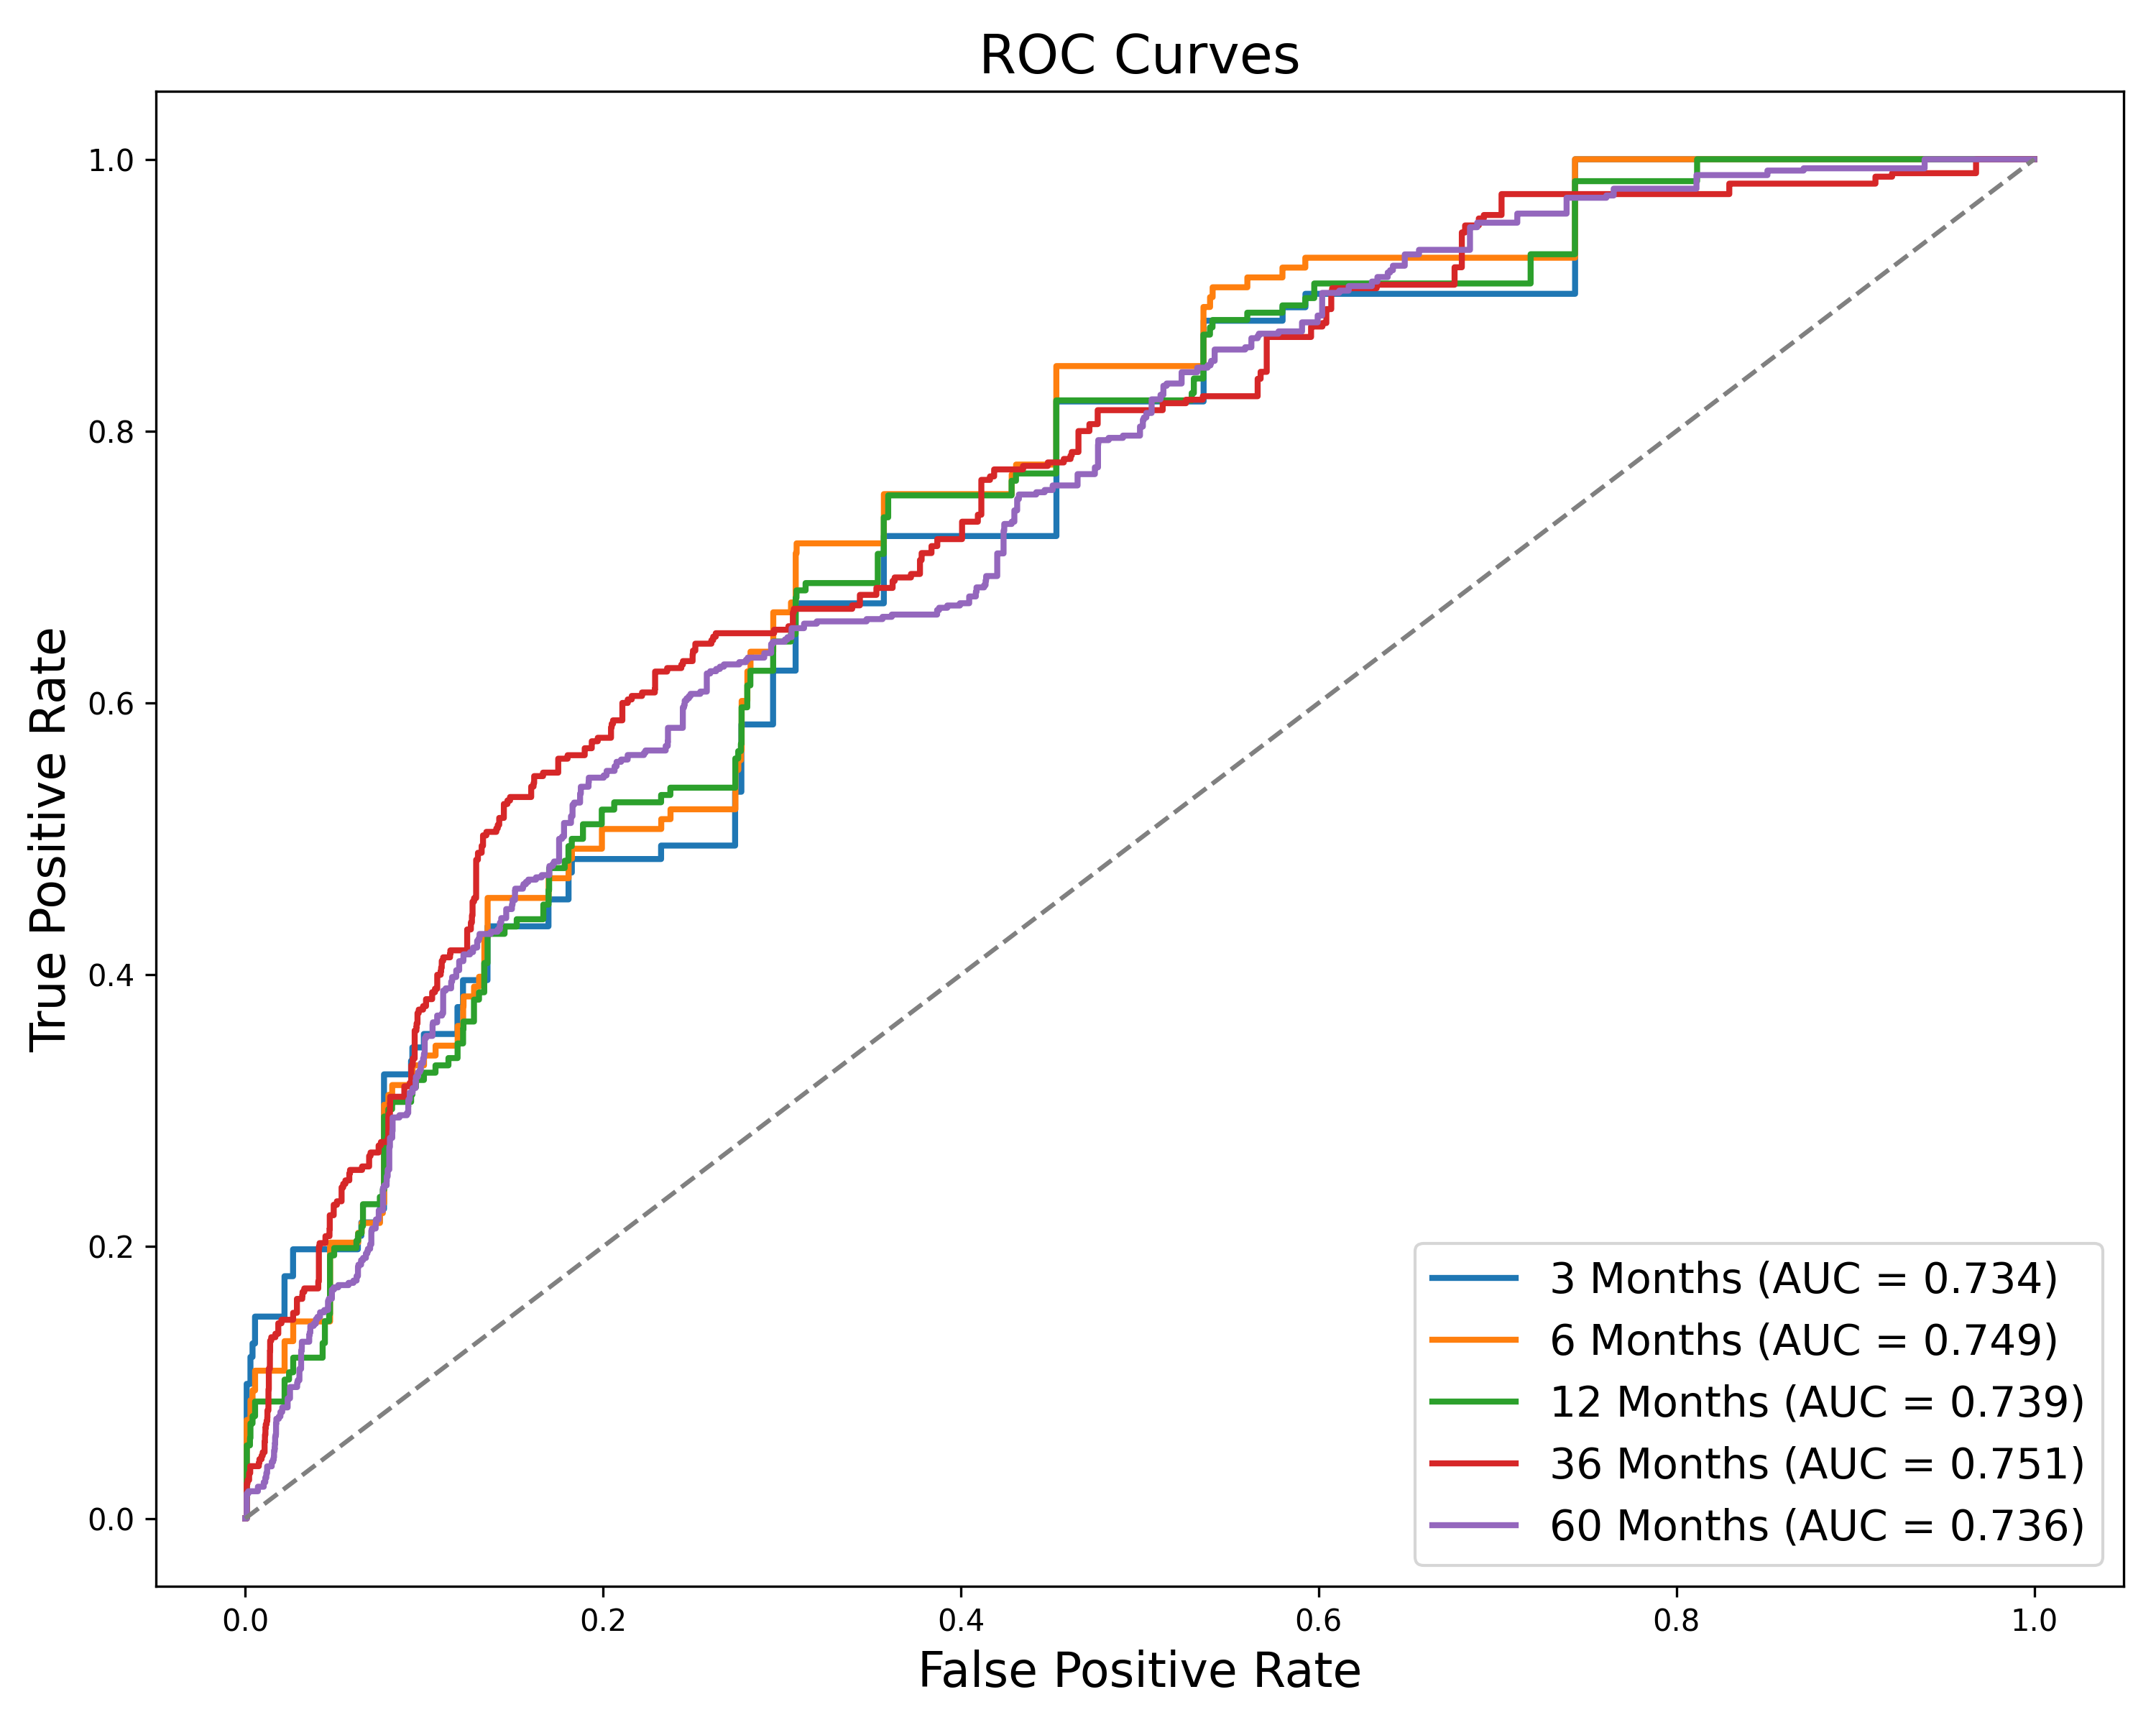 ROC Curves
True Positive Rate
1.0
0.8
0.6
0.4
0.2
0.0
0.0 0.2 0.4 0.6 0.8 1.0
False Positive Rate
3 Months (AUC = 0.734)
6 Months (AUC = 0.749)
12 Months (AUC = 0.739)
36 Months (AUC = 0.751)
60 Months (AUC = 0.736)